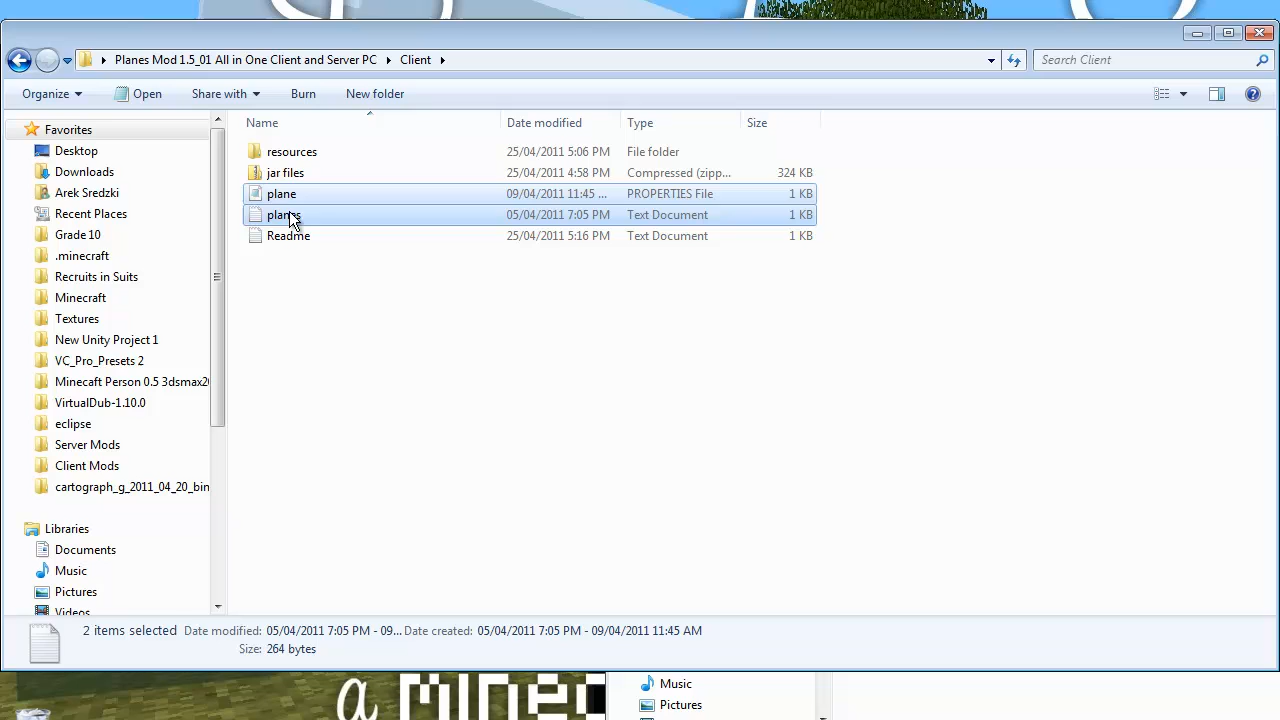 Planes Mod 1.5_01 All in One Client and Server PC Client Search Client
Organize Open Share with Burn New folder
Name Date modified Type Size
resources 25/04/2011 5:06 PM File folder
jar files 25/04/2011 4:58 PM Compressed (zipp... 324 KB
plane 09/04/2011 11:45 ... PROPERTIES File 1 KB
planes 05/04/2011 7:05 PM Text Document 1 KB
Readme 25/04/2011 5:16 PM Text Document 1 KB
Favorites
Desktop
Downloads
Arek Sredzki
Recent Places
Grade 10
.minecraft
Recruits in Suits
Minecraft
Textures
New Unity Project 1
VC_Pro_Presets 2
Minecaft Person 0.5 3dsmax20
VirtualDub-1.10.0
eclipse
Server Mods
Client Mods
cartograph_g_2011_04_20_bin
Libraries
Documents
Music
Pictures
Videos
2 items selected Date modified: 05/04/2011 7:05 PM - 09... Date created: 05/04/2011 7:05 PM - 09/04/2011 11:45 AM
Size: 264 bytes
a
Music
Pictures